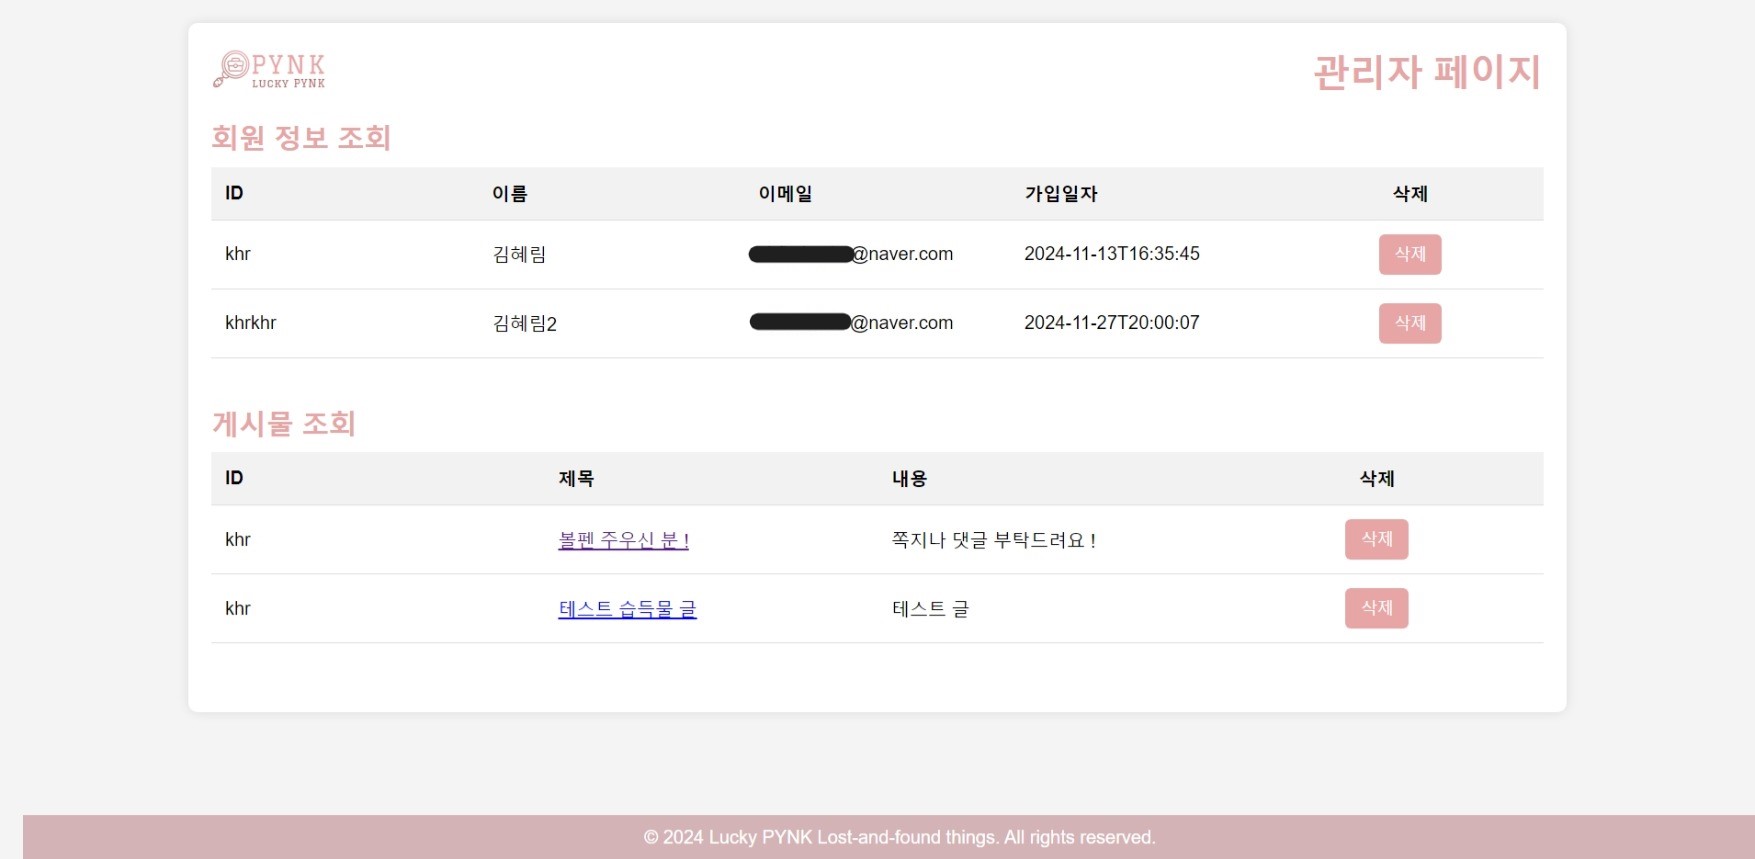 PYNK
LUCKY PYNK
관리자 페이지
회원 정보 조회
ID 이름 이메일 가입일자 삭제
khr 김혜림 @naver.com 2024-11-13T16:35:45 삭제
khrkhr 김혜림2 @naver.com 2024-11-27T20:00:07 삭제
게시물 조회
ID 제목 내용 삭제
khr 볼펜 주우신 분 ! 쪽지나 댓글 부탁드려요 ! 삭제
khr 테스트 습득물 글 테스트 글 삭제
© 2024 Lucky PYNK Lost-and-found things. All rights reserved.